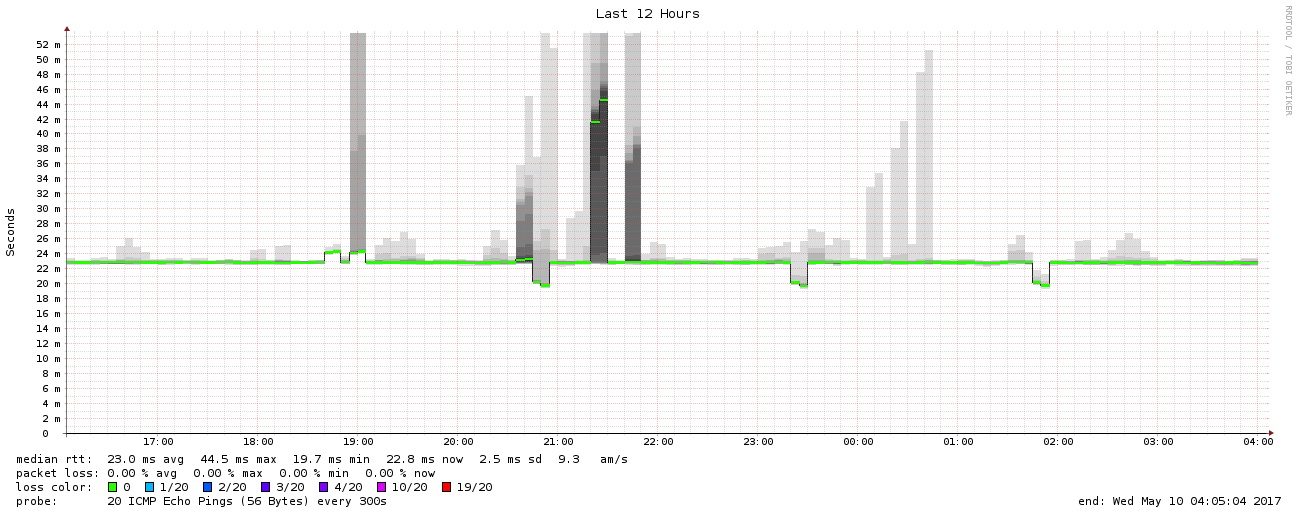 Last 12 Hours
RRDTOOL / TOBI OETIKER
Seconds
52 m
50 m
48 m
46 m
44 m
42 m
40 m
38 m
36 m
34 m
32 m
30 m
28 m
26 m
24 m
22 m
20 m
18 m
16 m
14 m
12 m
10 m
8 m
6 m
4 m
2 m
0
17:00 18:00 19:00 20:00 21:00 22:00 23:00 00:00 01:00 02:00 03:00 04:00
median rtt: 23.0 ms avg 44.5 ms max 19.7 ms min 22.8 ms now 2.5 ms sd 9.3 am/s
packet loss: 0.00 % avg 0.00 % max 0.00 % min 0.00 % now
loss color: 0 1/20 2/20 3/20 4/20 10/20 19/20
probe: 20 ICMP Echo Pings (56 Bytes) every 300s end: Wed May 10 04:05:04 2017